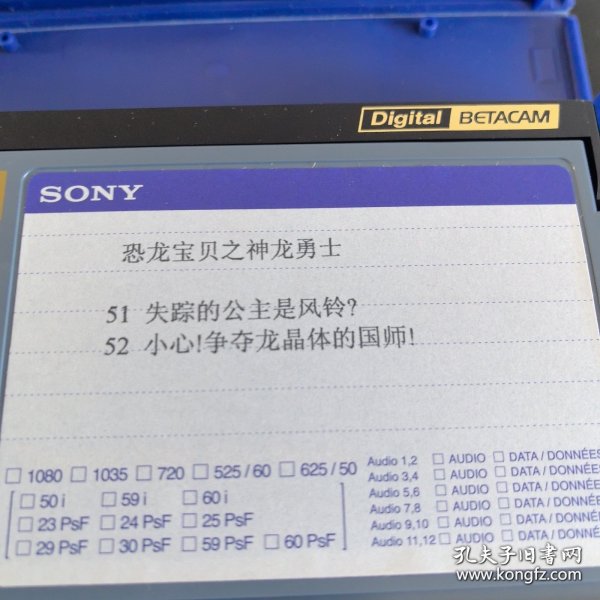 Digital BETACAM
SONY
恐龙宝贝之神龙勇士
51 失踪的公主是风铃?
52 小心!争夺龙晶体的国师!
□ 1080 □ 1035 □ 720 □ 525/60 □ 625/50
□ 50 i □ 59 i □ 60 i
□ 23 PsF □ 24 PsF □ 25 PsF
□ 29 PsF □ 30 PsF □ 59 PsF □ 60 PsF
Audio 1,2 □ AUDIO □ DATA / DONNÉES
Audio 3,4 □ AUDIO □ DATA / DONNÉES
Audio 5,6 □ AUDIO □ DATA / DONNÉES
Audio 7,8 □ AUDIO □ DATA / DONNÉES
Audio 9,10 □ AUDIO □ DATA / DONNÉ
Audio 11,12 □ AUDIO □ DATA / DONNÉ
孔夫子旧书网
www.kongfz.com